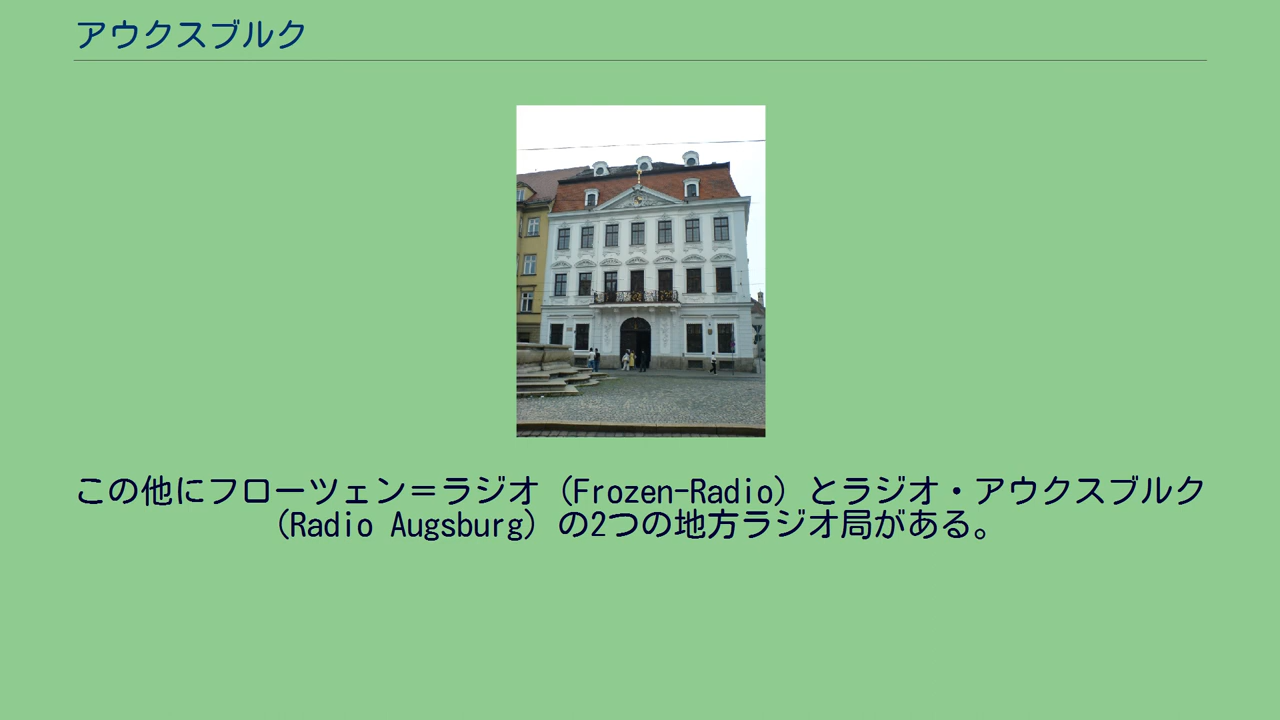 アウクスブルク
この他にフローツェン＝ラジオ（Frozen-Radio）とラジオ・アウクスブルク
（Radio Augsburg）の2つの地方ラジオ局がある。